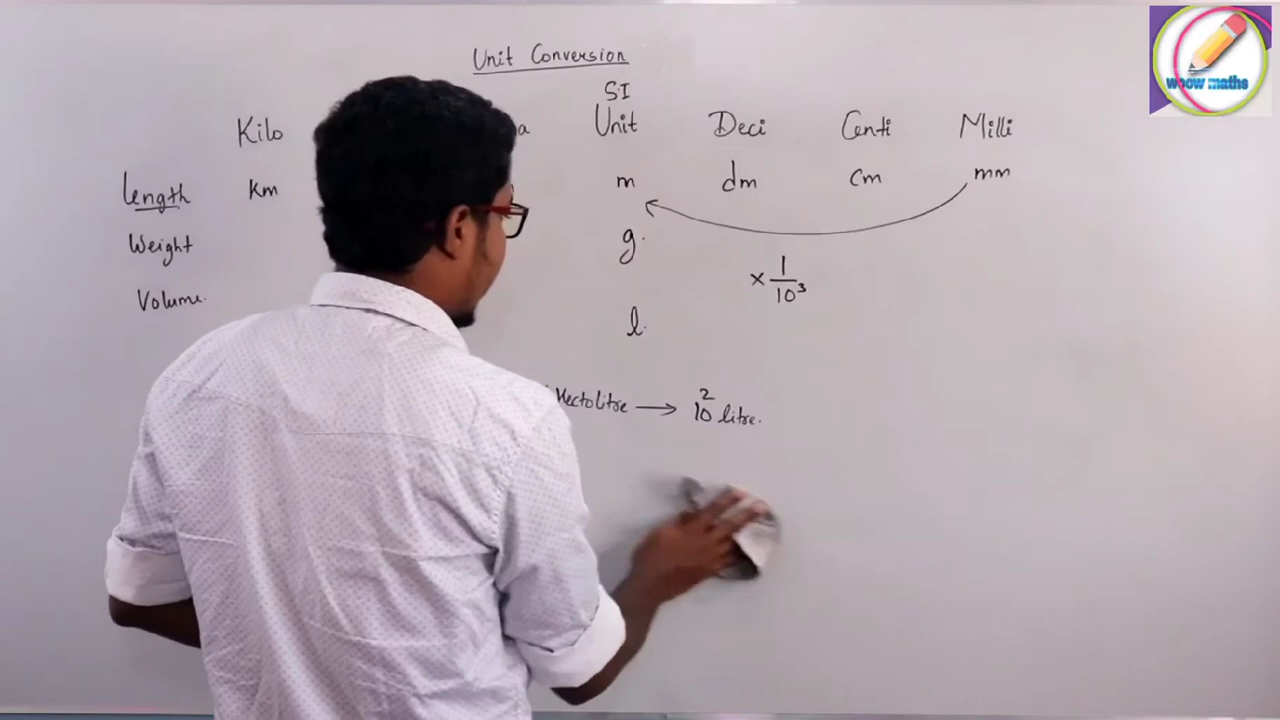 Unit Conversion
SI
Kilo a Unit Deci Centi Milli
Length Km m dm cm mm
Weight g.
Volume. l.
× 1/10³
Hectolitre → 10² litre.
woow maths